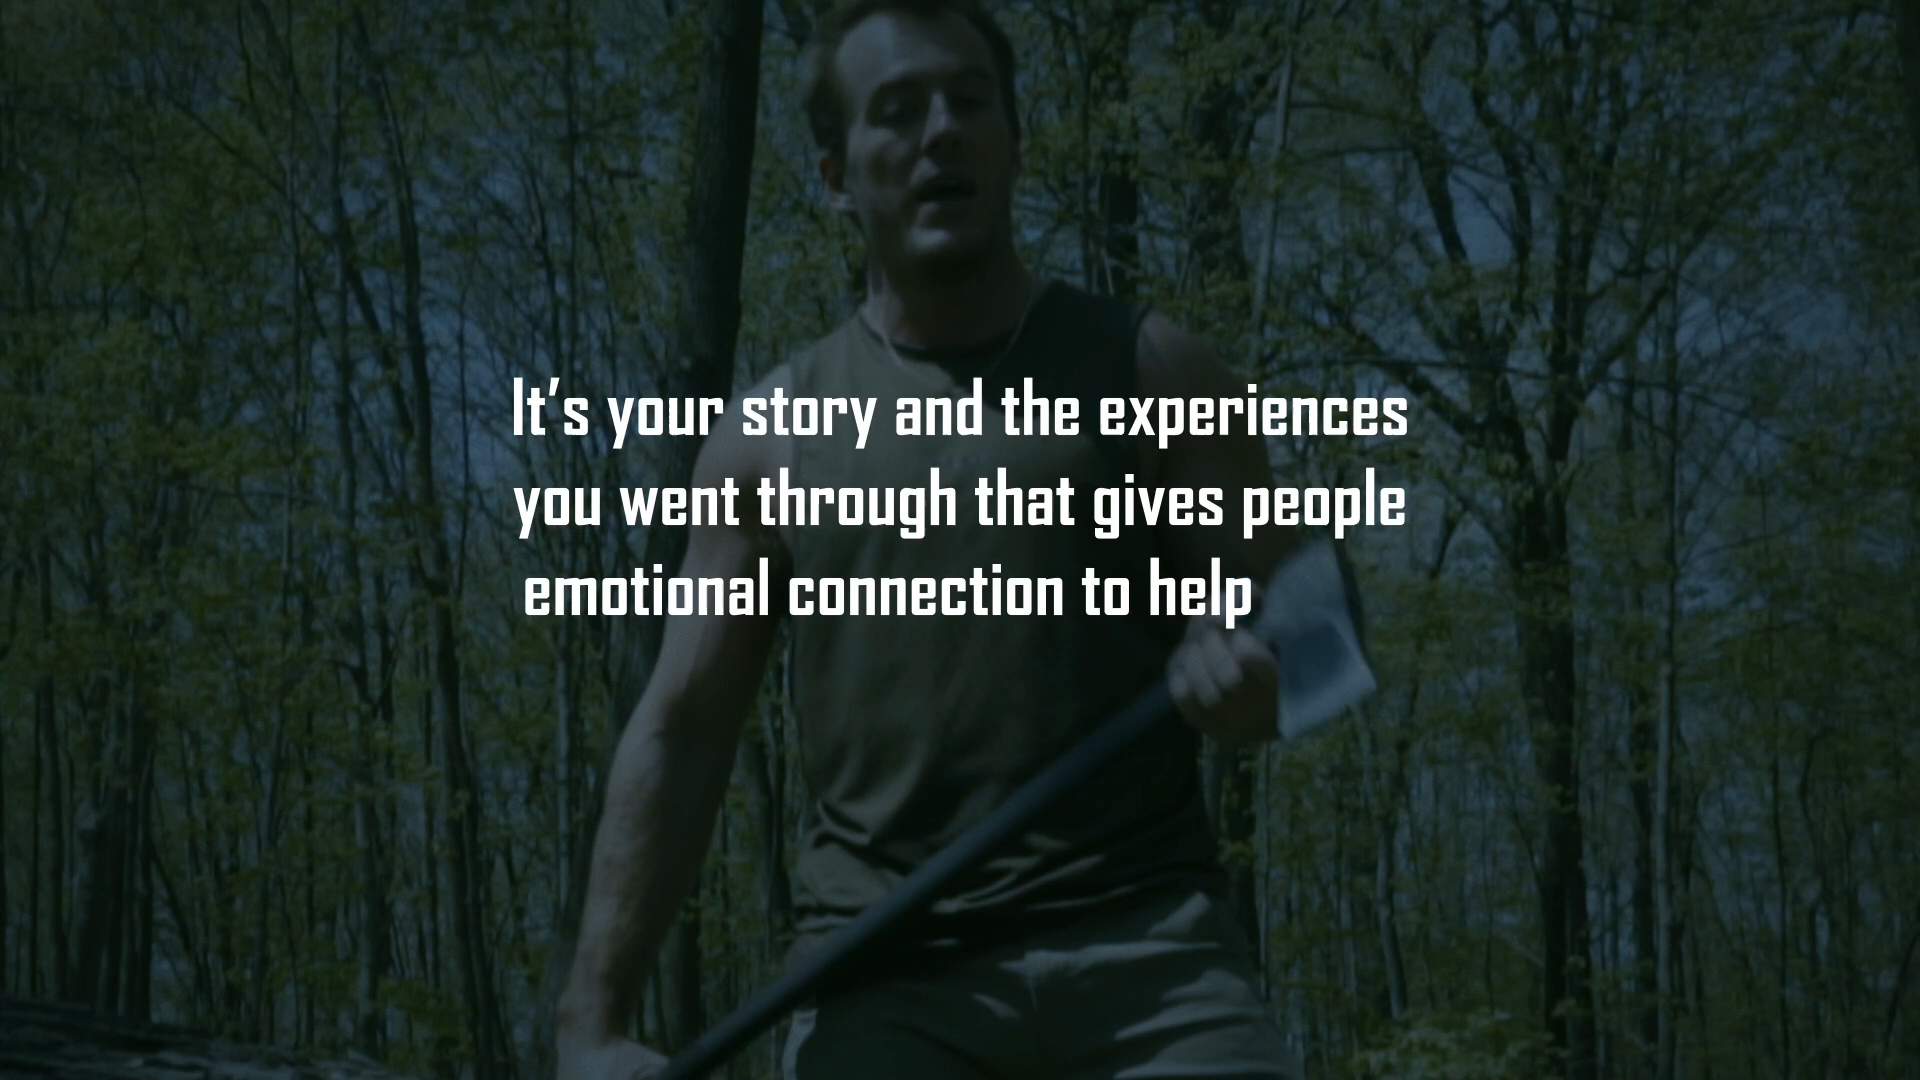 It’s your story and the experiences
you went through that gives people
emotional connection to help